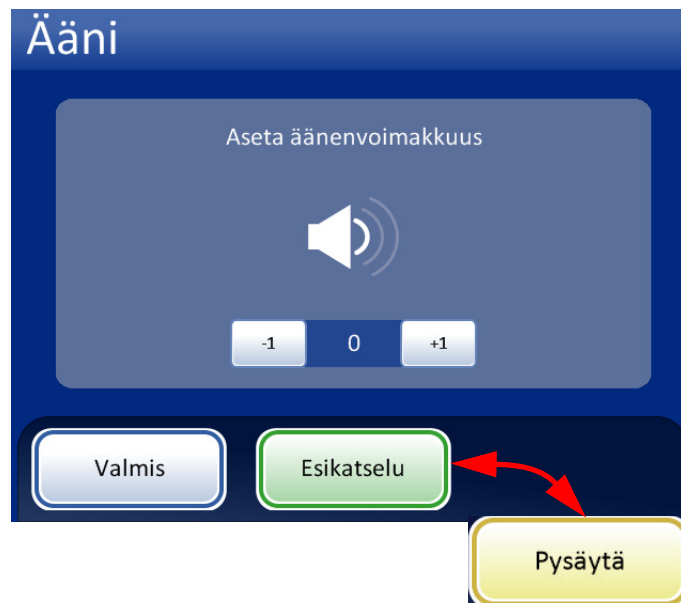 Ääni
Aseta äänenvoimakkuus
-1 0 +1
Valmis Esikatselu
Pysäytä